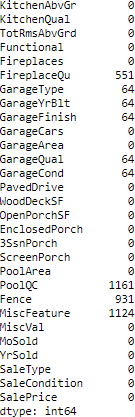 KitchenAbvGr 0
KitchenQual 0
TotRmsAbvGrd 0
Functional 0
Fireplaces 0
FireplaceQu 551
GarageType 64
GarageYrBlt 64
GarageFinish 64
GarageCars 0
GarageArea 0
GarageQual 64
GarageCond 64
PavedDrive 0
WoodDeckSF 0
OpenPorchSF 0
EnclosedPorch 0
3SsnPorch 0
ScreenPorch 0
PoolArea 0
PoolQC 1161
Fence 931
MiscFeature 1124
MiscVal 0
MoSold 0
YrSold 0
SaleType 0
SaleCondition 0
SalePrice 0
dtype: int64